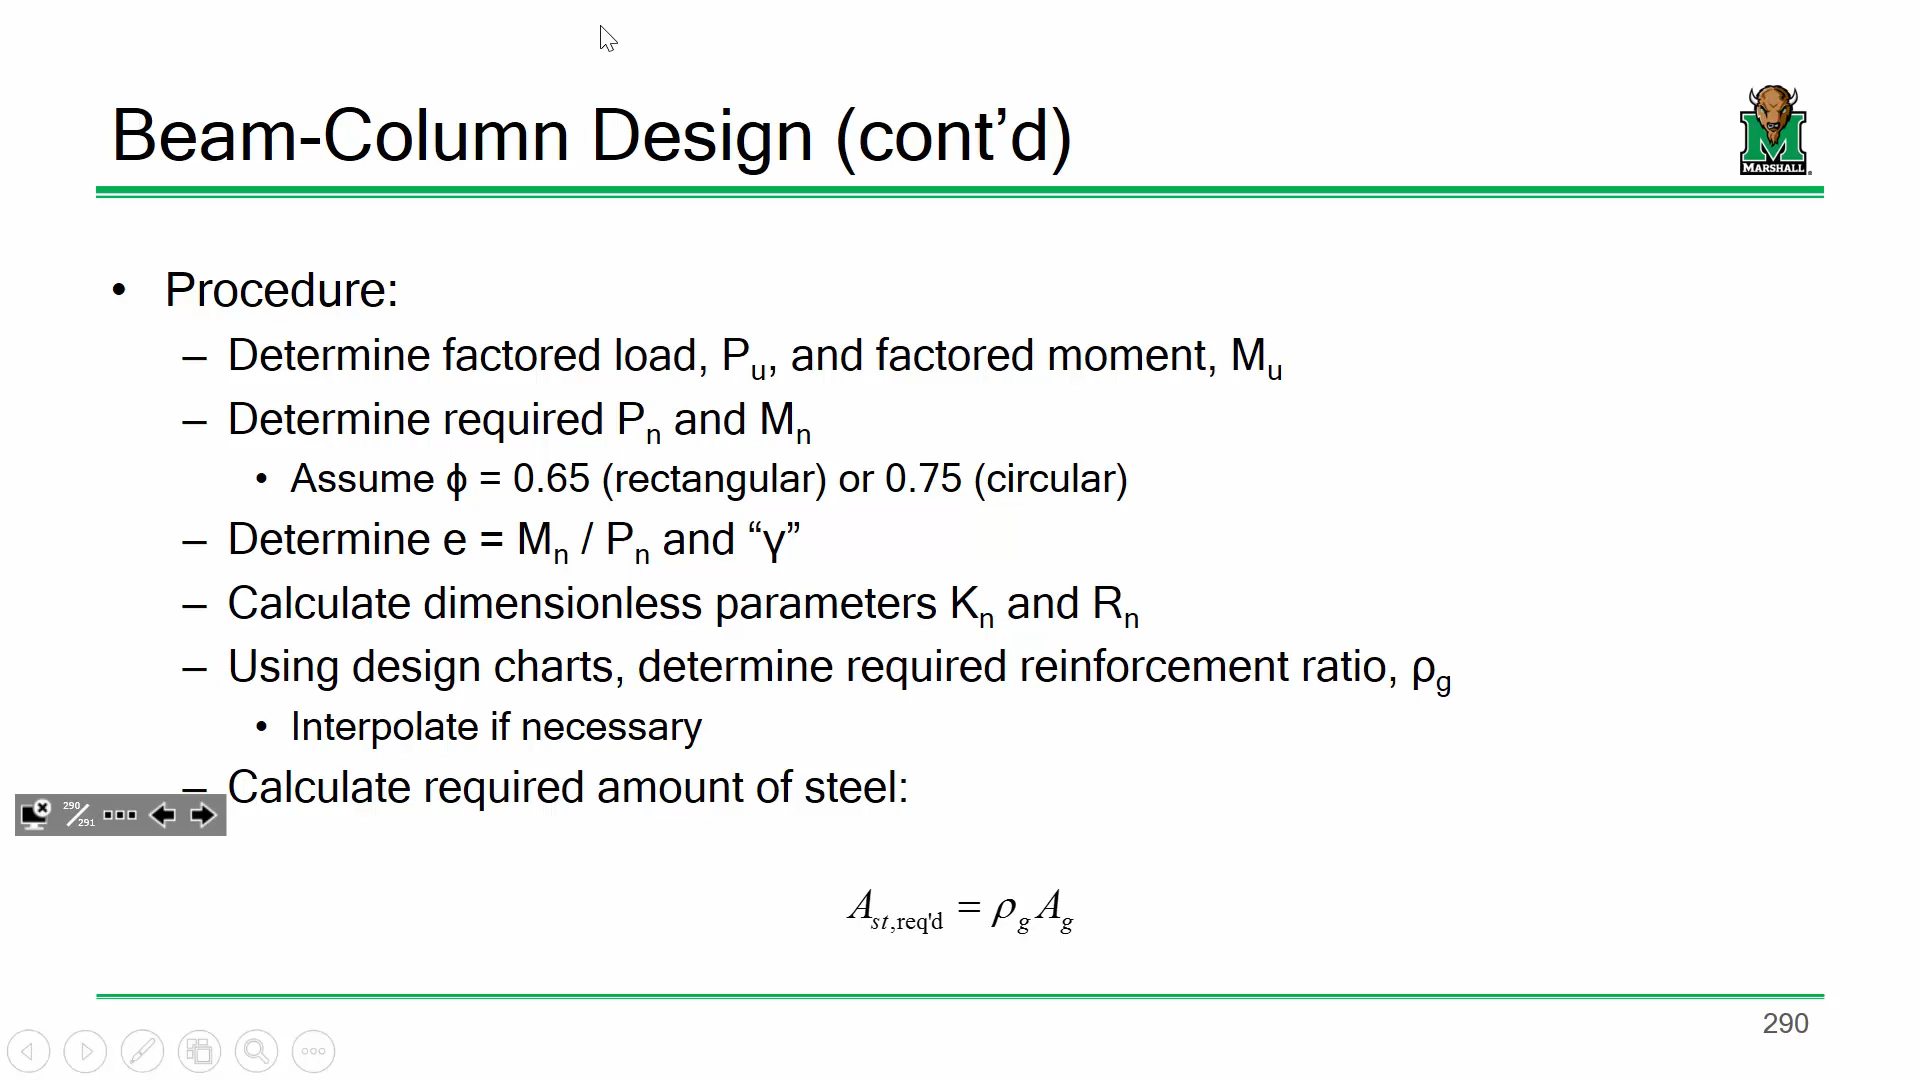 Beam-Column Design (cont’d)
MARSHALL
• Procedure:
– Determine factored load, Pu, and factored moment, Mu
– Determine required Pn and Mn
• Assume ϕ = 0.65 (rectangular) or 0.75 (circular)
– Determine e = Mn / Pn and “γ”
– Calculate dimensionless parameters Kn and Rn
– Using design charts, determine required reinforcement ratio, ρg
• Interpolate if necessary
– Calculate required amount of steel:
290/291
Ast,req'd = ρg Ag
290